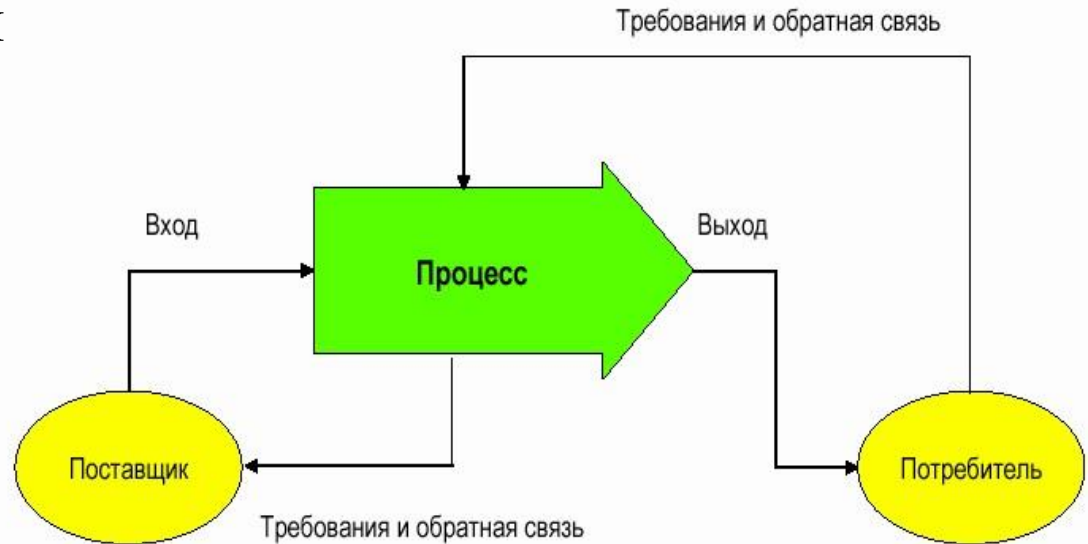 Требования и обратная связь
Вход
Выход
Процесс
Поставщик
Потребитель
Требования и обратная связь